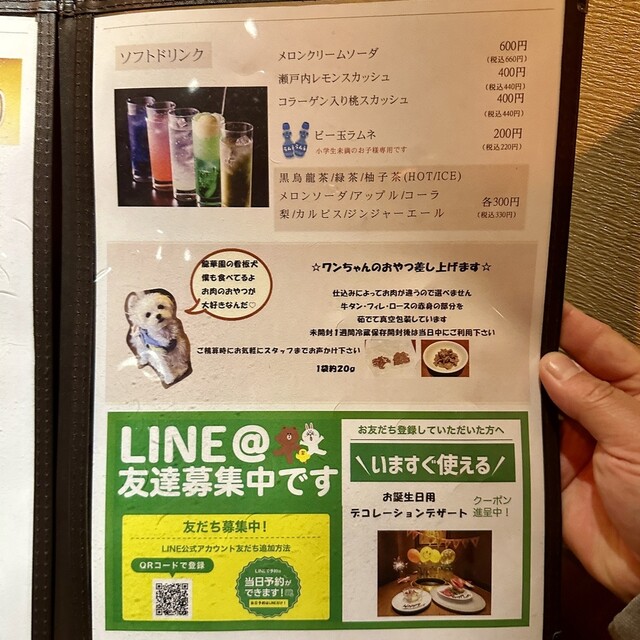 ソフトドリンク
メロンクリームソーダ 600円
(税込660円)
瀬戸内レモンスカッシュ 400円
(税込440円)
コラーゲン入り桃スカッシュ 400円
(税込440円)
ビー玉ラムネ 200円
小学生未満のお子様専用です (税込220円)
黒烏龍茶/緑茶/柚子茶(HOT/ICE)
メロンソーダ/アップル/コーラ 各300円
梨/カルピス/ジンジャーエール (税込330円)
龍華園の看板犬
僕も食べてるよ
お肉のおやつが
大好きなんだ♡
☆ワンちゃんのおやつ差し上げます☆
仕込みによってお肉が違うので選べません
牛タン・フィレ・ロースの赤身の部分を
茹でて真空包装しています
未開封1週間冷蔵保存開封後は当日中にご利用下さい
ご精算時にお気軽にスタッフまでお声かけ下さい
1袋約20g
LINE@
友達募集中です
友だち募集中!
LINE公式アカウント友だち追加方法
QRコードで登録
当日予約が
できます!
お友だち登録していただいた方へ
\いますぐ使える/
お誕生日用
デコレーションデザート
クーポン
進呈中!